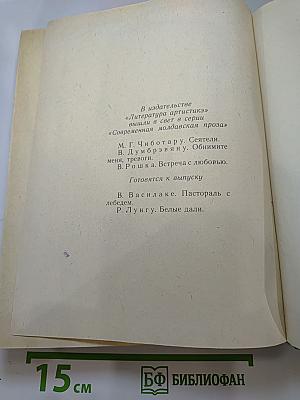 В издательстве
«Литература артистикэ»
вышли в свет в серии
«Современная молдавская проза»
М. Г. Чиботару. Сеятели.
В. Думбрэвяну. Обнимите
меня, тревоги.
В. Рошка. Встреча с любовью.
Готовятся к выпуску
В. Василаке. Пастораль с
лебедем.
Р. Лунгу. Белые дали.
15 см
БФ БИБЛИОФАН